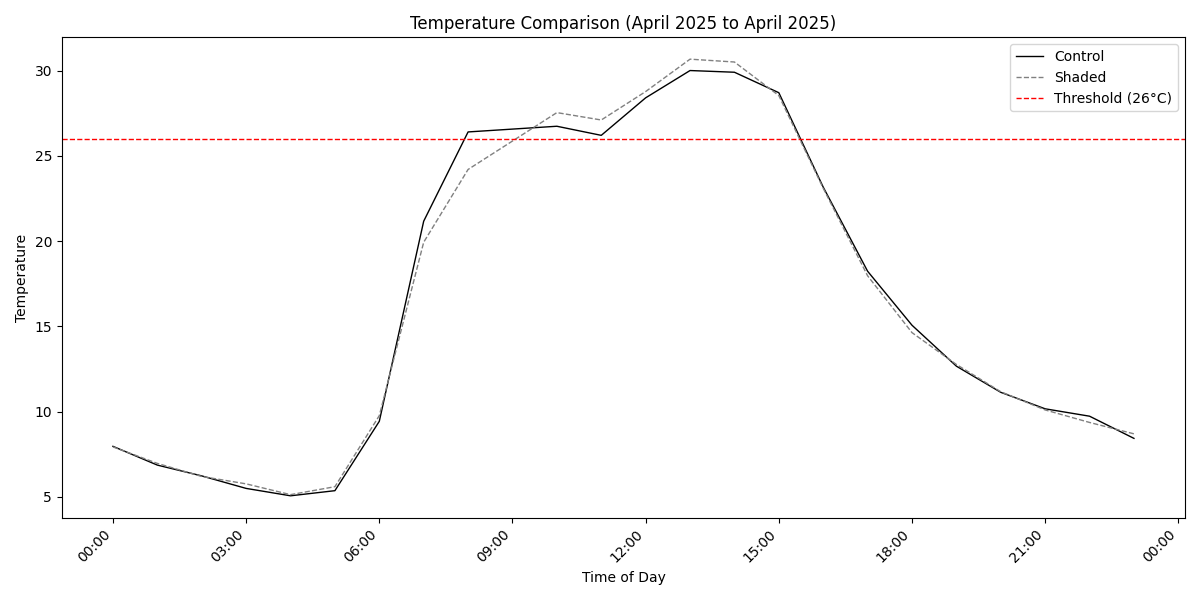 Temperature Comparison (April 2025 to April 2025)
Control
Shaded
Threshold (26°C)
30
25
20
15
10
5
Temperature
00:00
03:00
06:00
09:00
12:00
15:00
18:00
21:00
00:00
Time of Day